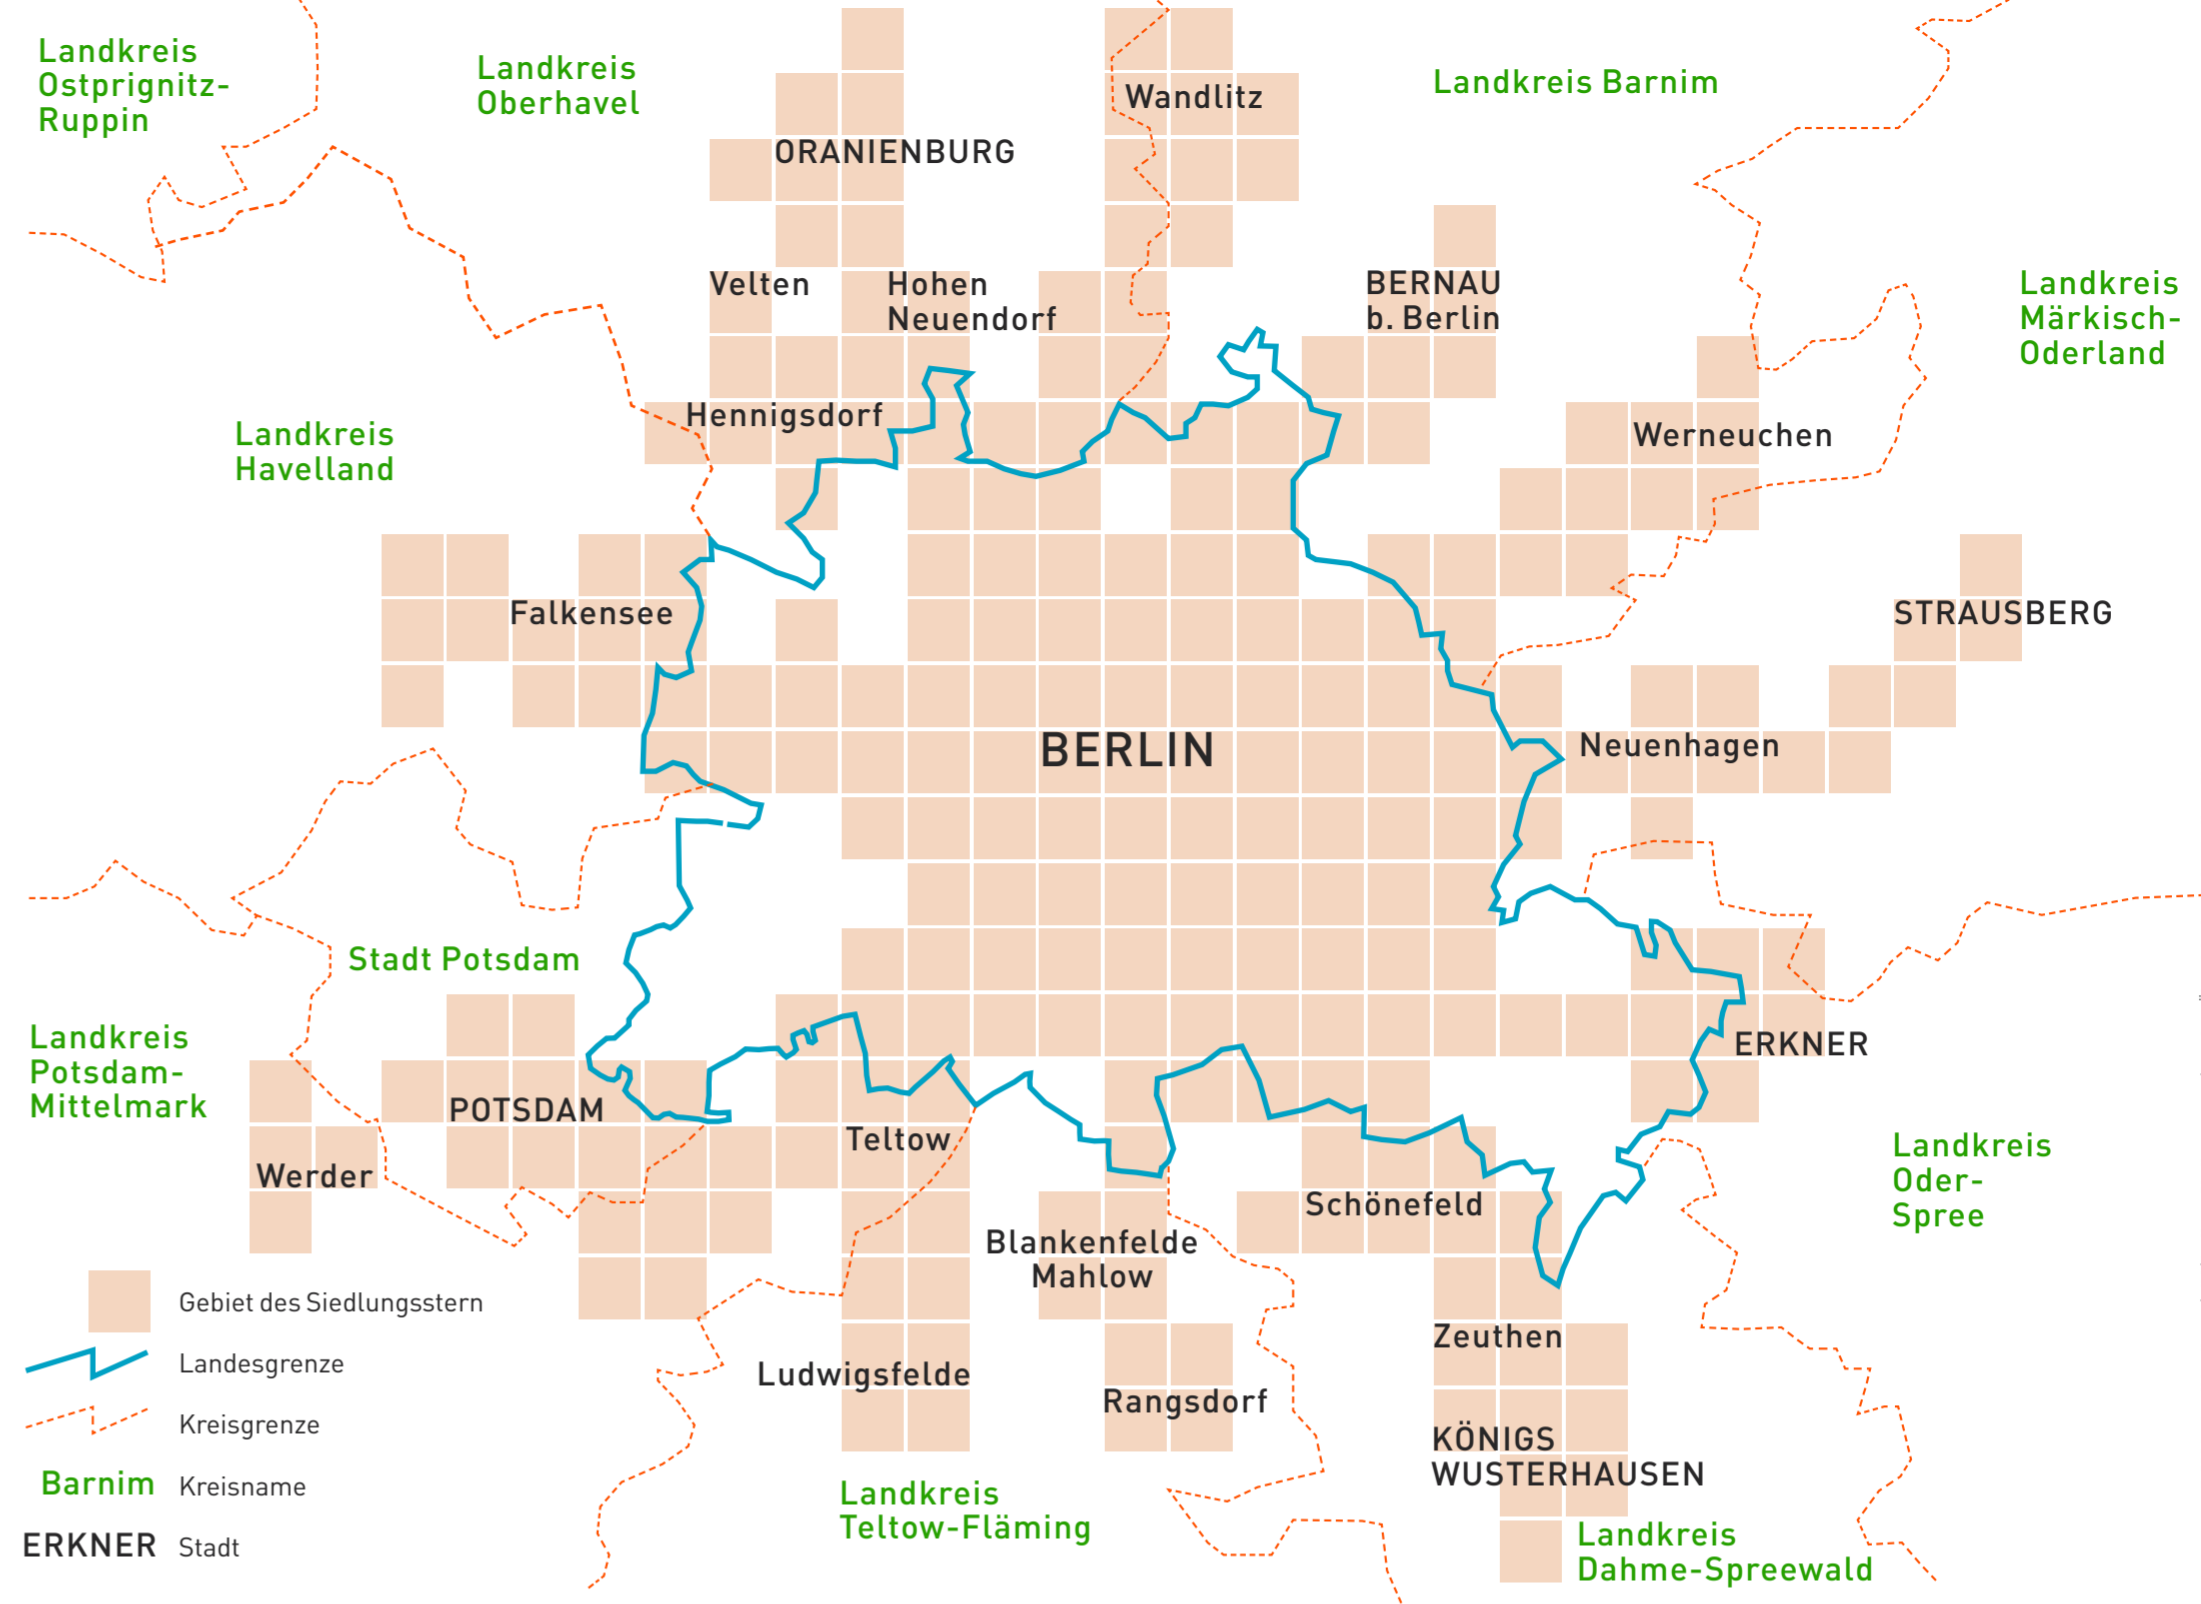 Landkreis
Ostprignitz-
Ruppin
Landkreis
Oberhavel
Wandlitz
Landkreis Barnim
ORANIENBURG
Velten
Hohen
Neuendorf
BERNAU
b. Berlin
Landkreis
Märkisch-
Oderland
Hennigsdorf
Landkreis
Havelland
Werneuchen
Falkensee
STRAUSBERG
BERLIN
Neuenhagen
Stadt Potsdam
Landkreis
Potsdam-
Mittelmark
ERKNER
POTSDAM
Teltow
Werder
Landkreis
Oder-
Spree
Schönefeld
Blankenfelde
Mahlow
Zeuthen
Ludwigsfelde
Rangsdorf
KÖNIGS
WUSTERHAUSEN
Landkreis
Teltow-Fläming
Landkreis
Dahme-Spreewald
Gebiet des Siedlungsstern
Landesgrenze
Kreisgrenze
Barnim Kreisname
ERKNER Stadt